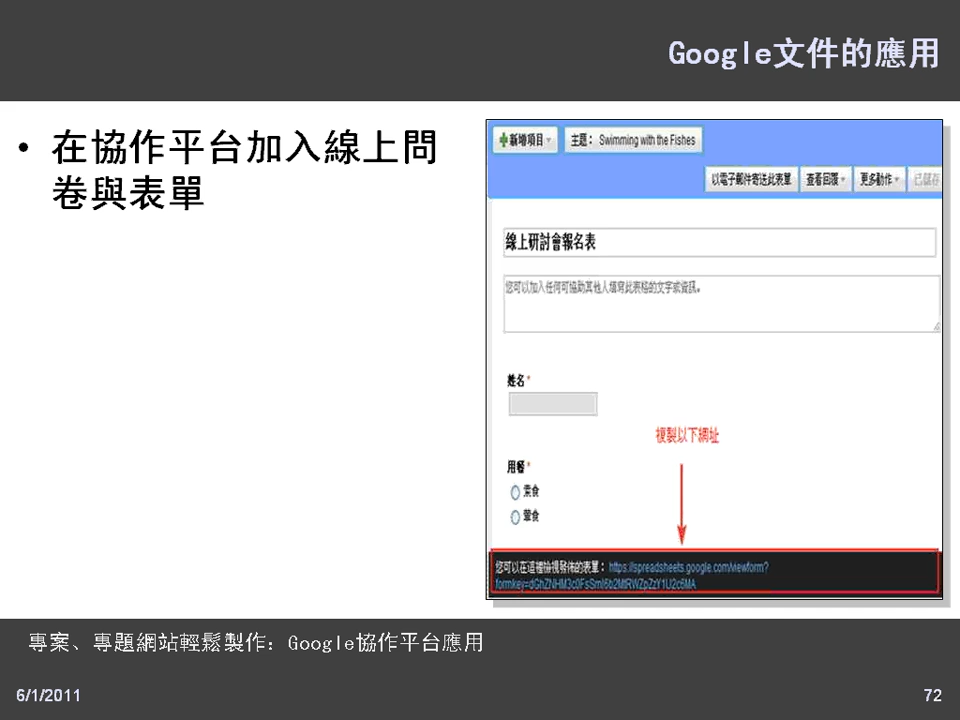 Google文件的應用
• 在協作平台加入線上問
卷與表單
新增項目
主題： Swimming with the Fishes
以電子郵件寄送此表單
查看回覆
更多動作
已儲存
線上研討會報名表
您可以加入任何可協助其他人填寫此表格的文字或資訊。
姓名*
複製以下網址
用餐*
素食
葷食
您可以在這裡檢視發佈的表單： https://spreadsheets.google.com/viewform?
專案、專題網站輕鬆製作：Google協作平台應用
6/1/2011
72